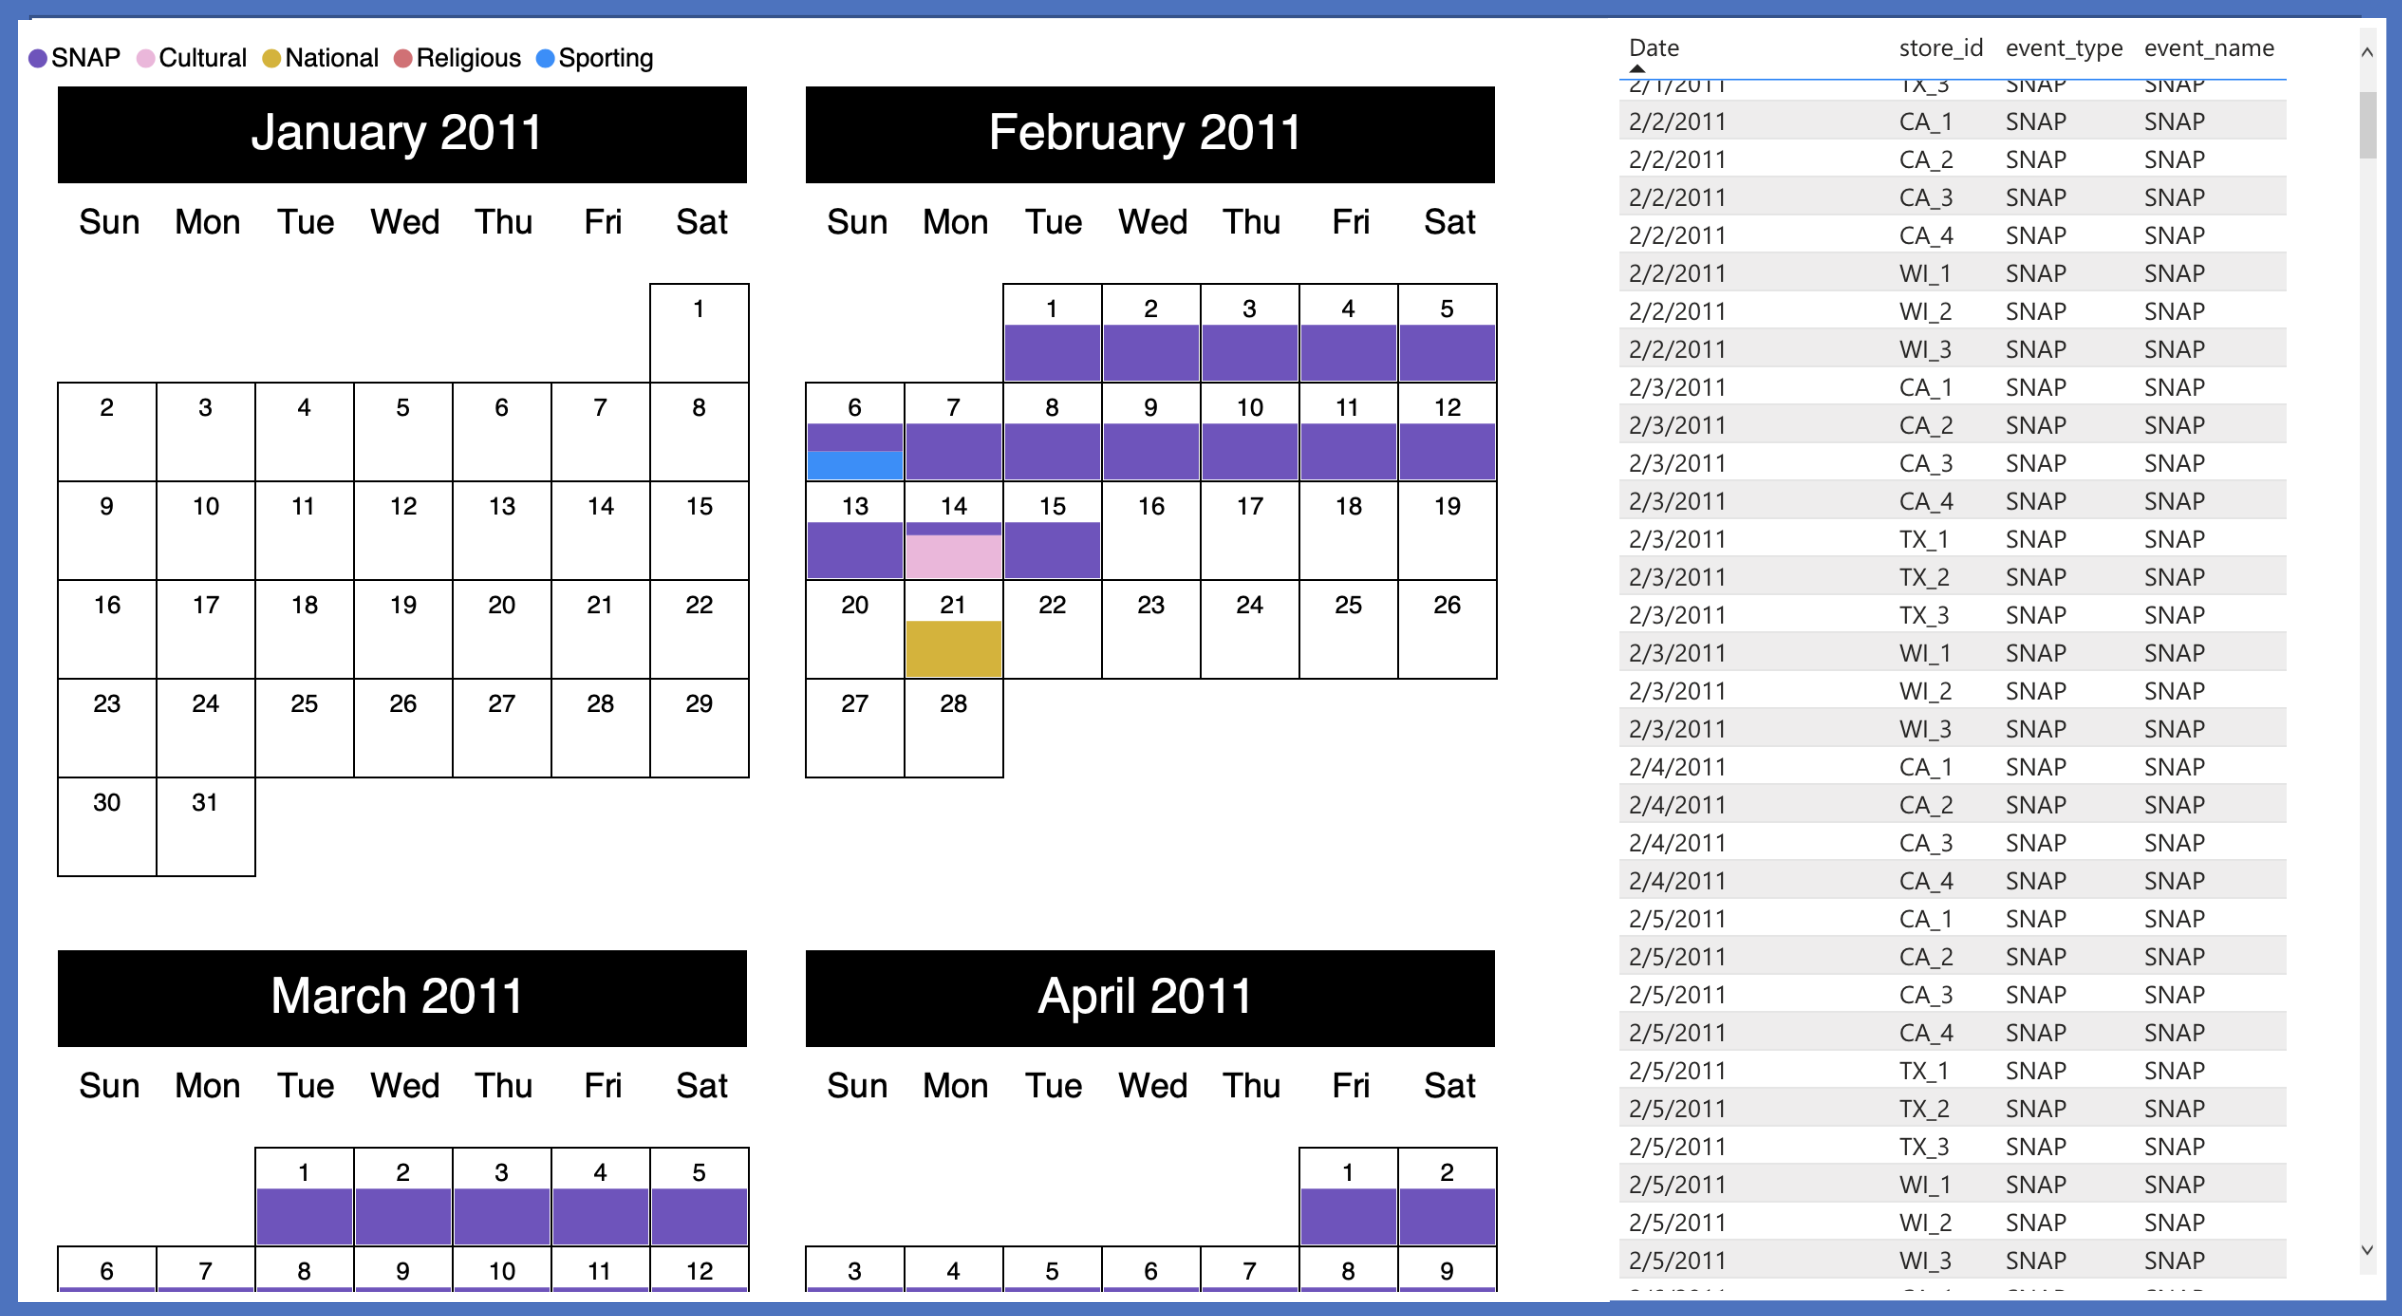 SNAP Cultural National Religious Sporting
January 2011
Sun Mon Tue Wed Thu Fri Sat
1
2 3 4 5 6 7 8
9 10 11 12 13 14 15
16 17 18 19 20 21 22
23 24 25 26 27 28 29
30 31
February 2011
Sun Mon Tue Wed Thu Fri Sat
1 2 3 4 5
6 7 8 9 10 11 12
13 14 15 16 17 18 19
20 21 22 23 24 25 26
27 28
March 2011
Sun Mon Tue Wed Thu Fri Sat
1 2 3 4 5
6 7 8 9 10 11 12
April 2011
Sun Mon Tue Wed Thu Fri Sat
1 2
3 4 5 6 7 8 9
Date store_id event_type event_name
2/1/2011 TX_3 SNAP SNAP
2/2/2011 CA_1 SNAP SNAP
2/2/2011 CA_2 SNAP SNAP
2/2/2011 CA_3 SNAP SNAP
2/2/2011 CA_4 SNAP SNAP
2/2/2011 WI_1 SNAP SNAP
2/2/2011 WI_2 SNAP SNAP
2/2/2011 WI_3 SNAP SNAP
2/3/2011 CA_1 SNAP SNAP
2/3/2011 CA_2 SNAP SNAP
2/3/2011 CA_3 SNAP SNAP
2/3/2011 CA_4 SNAP SNAP
2/3/2011 TX_1 SNAP SNAP
2/3/2011 TX_2 SNAP SNAP
2/3/2011 TX_3 SNAP SNAP
2/3/2011 WI_1 SNAP SNAP
2/3/2011 WI_2 SNAP SNAP
2/3/2011 WI_3 SNAP SNAP
2/4/2011 CA_1 SNAP SNAP
2/4/2011 CA_2 SNAP SNAP
2/4/2011 CA_3 SNAP SNAP
2/4/2011 CA_4 SNAP SNAP
2/5/2011 CA_1 SNAP SNAP
2/5/2011 CA_2 SNAP SNAP
2/5/2011 CA_3 SNAP SNAP
2/5/2011 CA_4 SNAP SNAP
2/5/2011 TX_1 SNAP SNAP
2/5/2011 TX_2 SNAP SNAP
2/5/2011 TX_3 SNAP SNAP
2/5/2011 WI_1 SNAP SNAP
2/5/2011 WI_2 SNAP SNAP
2/5/2011 WI_3 SNAP SNAP